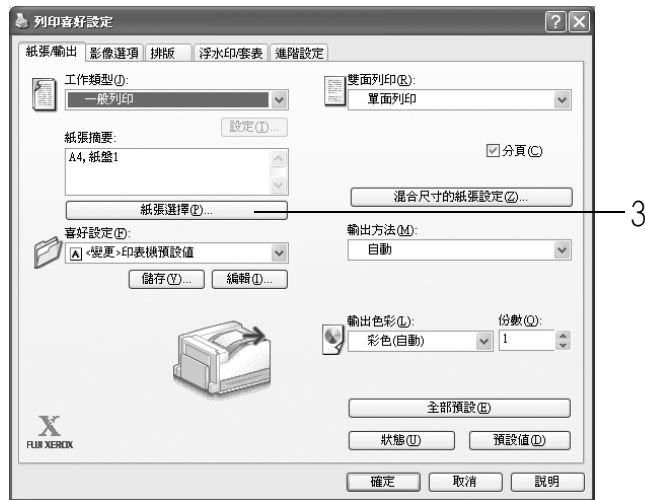 列印喜好設定
紙張/輸出 影像選項 排版 浮水印/套表 進階設定
工作類型(J):
一般列印
設定(T)...
紙張摘要:
A4, 紙盤1
紙張選擇(P)...
喜好設定(F):
A <變更>印表機預設值
儲存(V)... 編輯(I)...
雙面列印(R):
單面列印
分頁(C)
混合尺寸的紙張設定(Z)...
3
輸出方法(M):
自動
輸出色彩(L): 份數(Q):
彩色(自動) 1
全部預設(E)
狀態(U) 預設值(D)
X
FUJI XEROX
確定 取消 説明